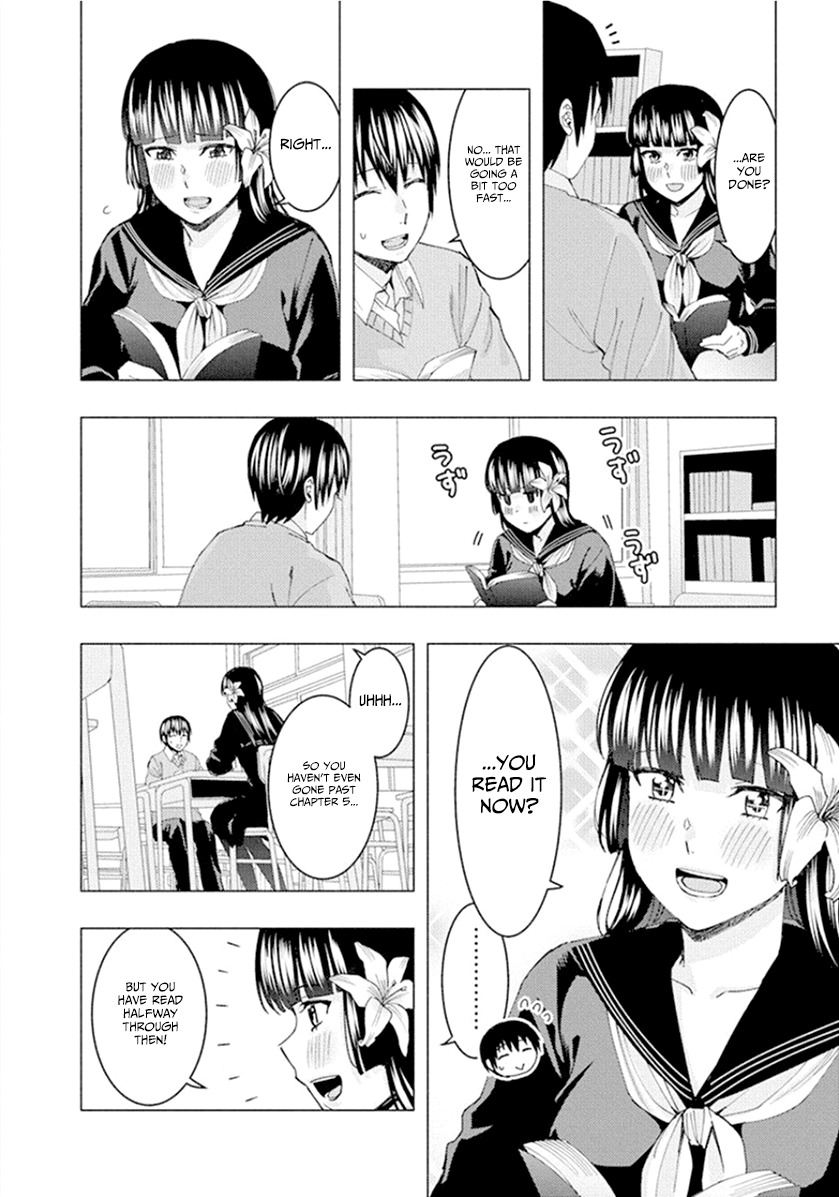 ...ARE
YOU
DONE?
NO... THAT
WOULD BE
GOING A
BIT TOO
FAST...
RIGHT...
うず
うず
うず
...YOU
READ IT
NOW?
.........
UHHH...
SO YOU
HAVEN'T EVEN
GONE PAST
CHAPTER 5...
BUT YOU
HAVE READ
HALFWAY
THROUGH
THEN!